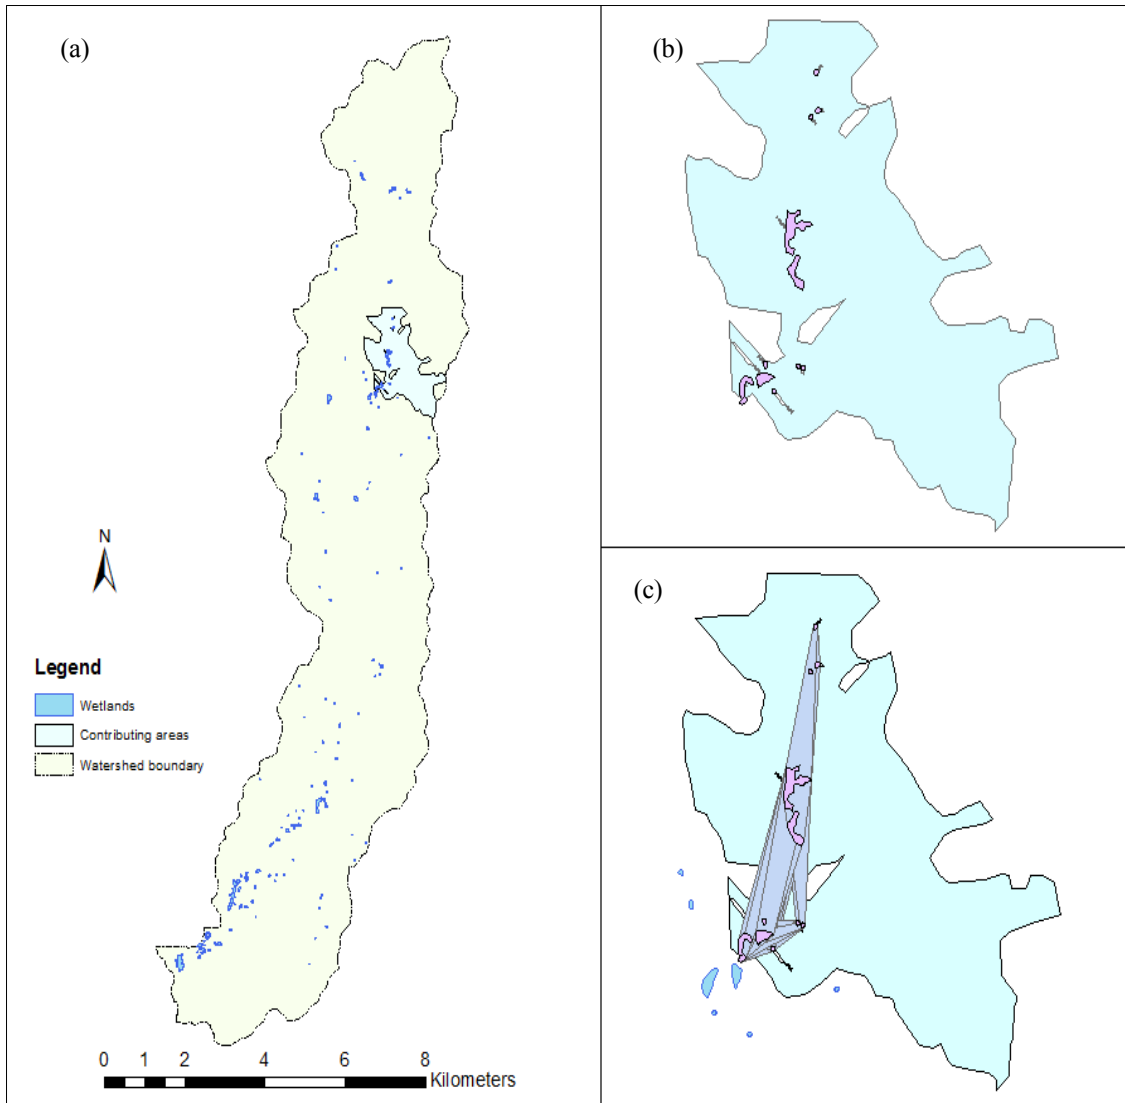 (a)
(b)
(c)
N
Legend
Wetlands
Contributing areas
Watershed boundary
0 1 2 4 6 8
Kilometers